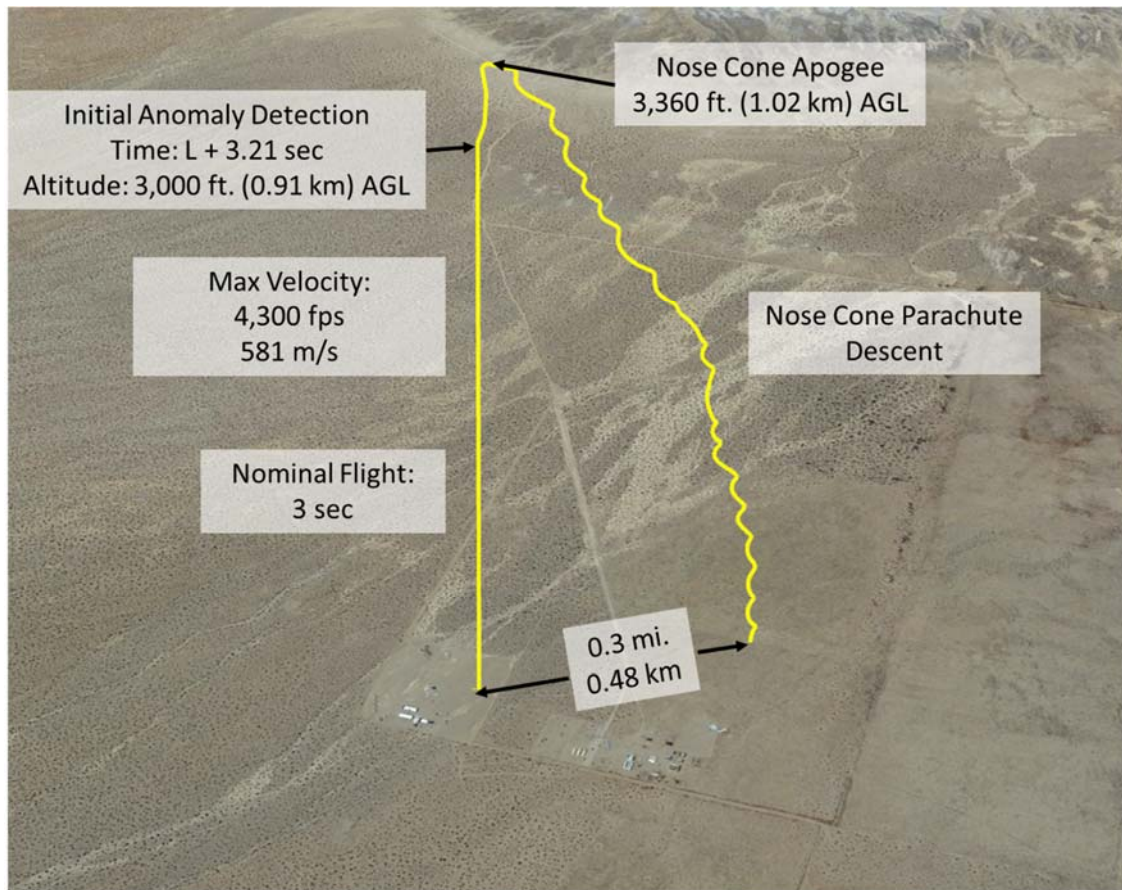 Nose Cone Apogee
3,360 ft. (1.02 km) AGL
Initial Anomaly Detection
Time: L + 3.21 sec
Altitude: 3,000 ft. (0.91 km) AGL
Max Velocity:
4,300 fps
581 m/s
Nose Cone Parachute
Descent
Nominal Flight:
3 sec
0.3 mi.
0.48 km